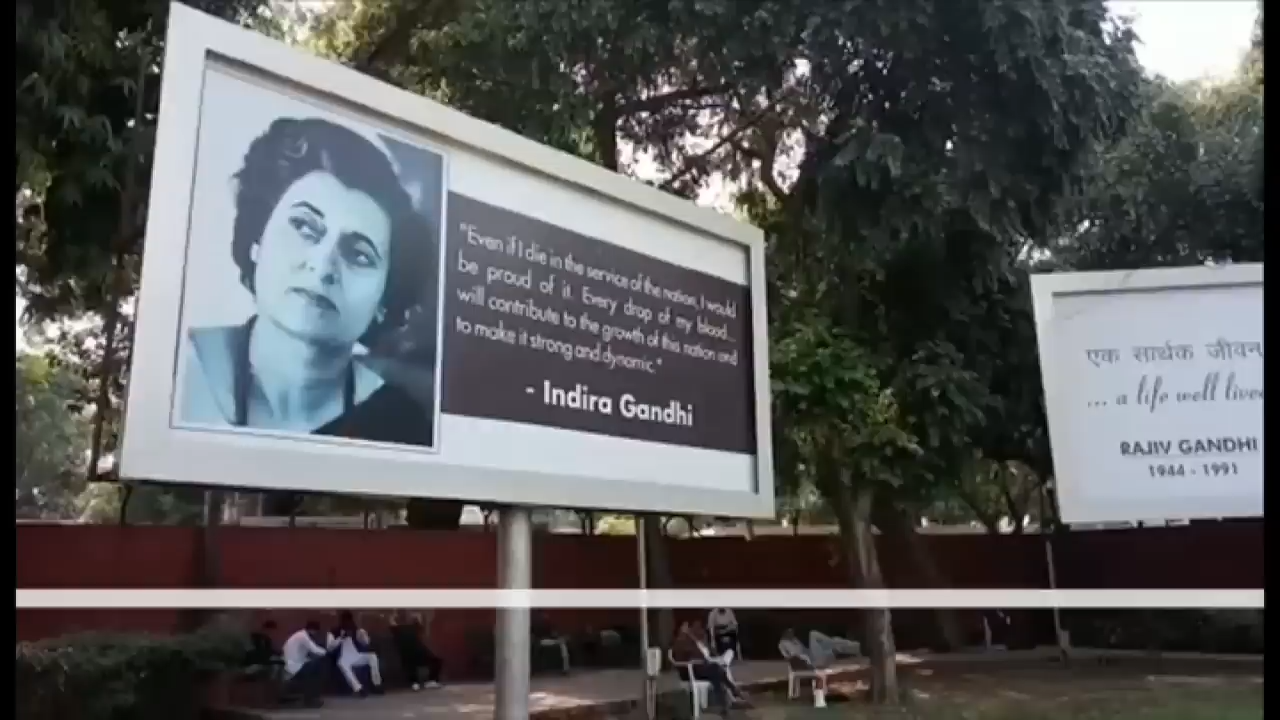 "Even if I die in the service of the nation, I would
be proud of it. Every drop of my blood...
will contribute to the growth of this nation and
to make it strong and dynamic."
- Indira Gandhi
एक सार्थक जीवन
... a life well live
RAJIV GANDHI
1944 - 1991